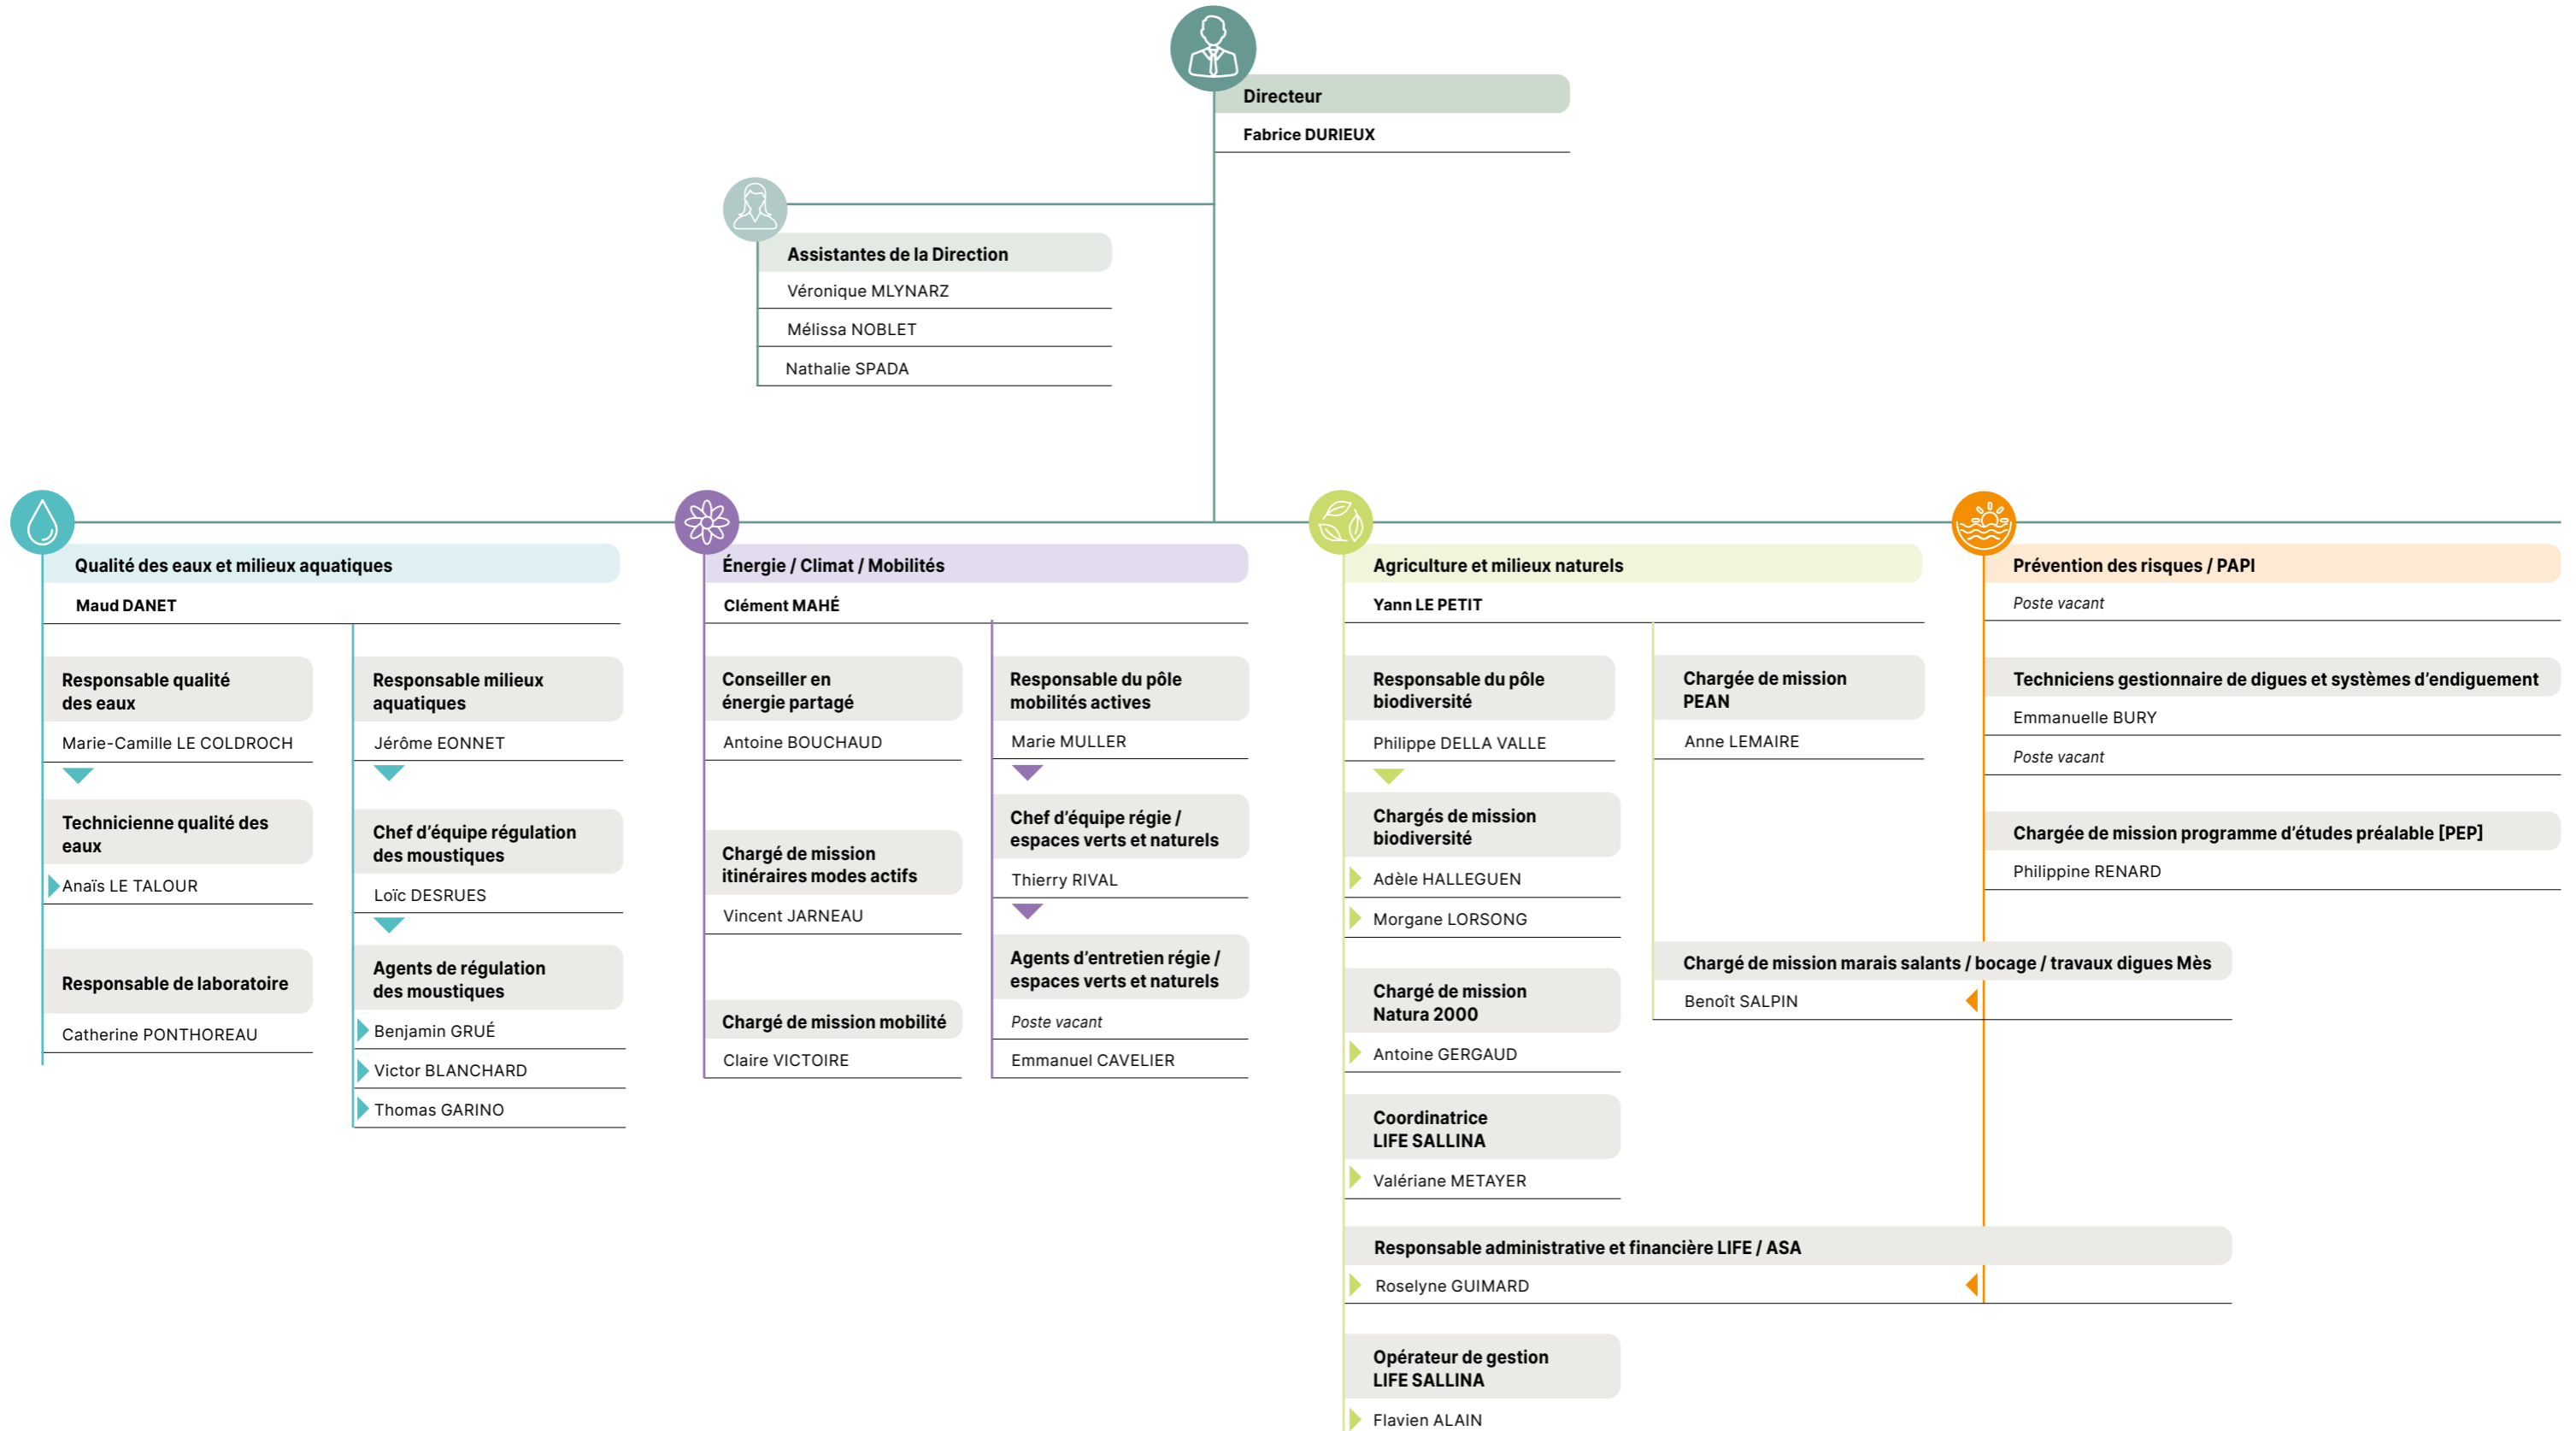 Directeur
Fabrice DURIEUX
Assistantes de la Direction
Véronique MLYNARZ
Mélissa NOBLET
Nathalie SPADA
Qualité des eaux et milieux aquatiques
Maud DANET
Responsable qualité
des eaux
Marie-Camille LE COLDROCH
Technicienne qualité des
eaux
Anaïs LE TALOUR
Responsable de laboratoire
Catherine PONTHOREAU
Responsable milieux
aquatiques
Jérôme EONNET
Chef d’équipe régulation
des moustiques
Loïc DESRUES
Agents de régulation
des moustiques
Benjamin GRUÉ
Victor BLANCHARD
Thomas GARINO
Énergie / Climat / Mobilités
Clément MAHÉ
Conseiller en
énergie partagé
Antoine BOUCHAUD
Chargé de mission
itinéraires modes actifs
Vincent JARNEAU
Chargé de mission mobilité
Claire VICTOIRE
Responsable du pôle
mobilités actives
Marie MULLER
Chef d’équipe régie /
espaces verts et naturels
Thierry RIVAL
Agents d’entretien régie /
espaces verts et naturels
Poste vacant
Emmanuel CAVELIER
Agriculture et milieux naturels
Yann LE PETIT
Responsable du pôle
biodiversité
Philippe DELLA VALLE
Chargés de mission
biodiversité
Adèle HALLEGUEN
Morgane LORSONG
Chargé de mission
Natura 2000
Antoine GERGAUD
Coordinatrice
LIFE SALLINA
Valériane METAYER
Responsable administrative et financière LIFE / ASA
Roselyne GUIMARD
Opérateur de gestion
LIFE SALLINA
Flavien ALAIN
Chargée de mission
PEAN
Anne LEMAIRE
Chargé de mission marais salants / bocage / travaux digues Mès
Benoît SALPIN
Prévention des risques / PAPI
Poste vacant
Techniciens gestionnaire de digues et systèmes d’endiguement
Emmanuelle BURY
Poste vacant
Chargée de mission programme d’études préalable [PEP]
Philippine RENARD